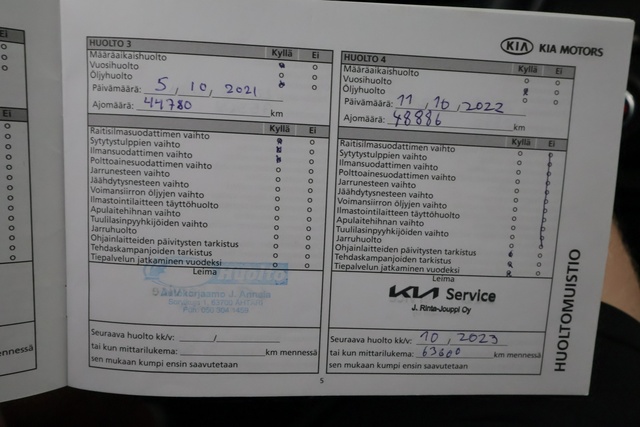 KIA KIA MOTORS
HUOLTO 3 Kyllä Ei
Määräaikaishuolto
Vuosihuolto
Öljyhuolto
Päivämäärä: 5, 10, 2021
Ajomäärä: 44780 km
Kyllä Ei
Raitisilmasuodattimen vaihto
Sytytystulppien vaihto
Ilmansuodattimen vaihto
Polttoainesuodattimen vaihto
Jarrunesteen vaihto
Jäähdytysnesteen vaihto
Voimansiirron öljyjen vaihto
Ilmastointilaitteen täyttöhuolto
Apulaitehihnan vaihto
Tuulilasinpyyhkijöiden vaihto
Jarruhuolto
Ohjainlaitteiden päivitysten tarkistus
Tehdaskampanjoiden tarkistus
Tiepalvelun jatkaminen vuodeksi
Leima
Huolto
Seuraava huolto kk/v: /
tai kun mittarilukema: km mennessä
sen mukaan kumpi ensin saavutetaan
HUOLTO 4 Kyllä Ei
Määräaikaishuolto
Vuosihuolto
Öljyhuolto
Päivämäärä: 11, 10, 2022
Ajomäärä: 48886 km
Kyllä Ei
Raitisilmasuodattimen vaihto
Sytytystulppien vaihto
Ilmansuodattimen vaihto
Polttoainesuodattimen vaihto
Jarrunesteen vaihto
Jäähdytysnesteen vaihto
Voimansiirron öljyjen vaihto
Ilmastointilaitteen täyttöhuolto
Apulaitehihnan vaihto
Tuulilasinpyyhkijöiden vaihto
Jarruhuolto
Ohjainlaitteiden päivitysten tarkistus
Tehdaskampanjoiden tarkistus
Tiepalvelun jatkaminen vuodeksi
Leima
KIA Service
J. Rinta-Jouppi Oy
Seuraava huolto kk/v: 10, 2023
tai kun mittarilukema: 63600 km mennessä
sen mukaan kumpi ensin saavutetaan
HUOLTOMUISTIO
5
Ei
mennessä